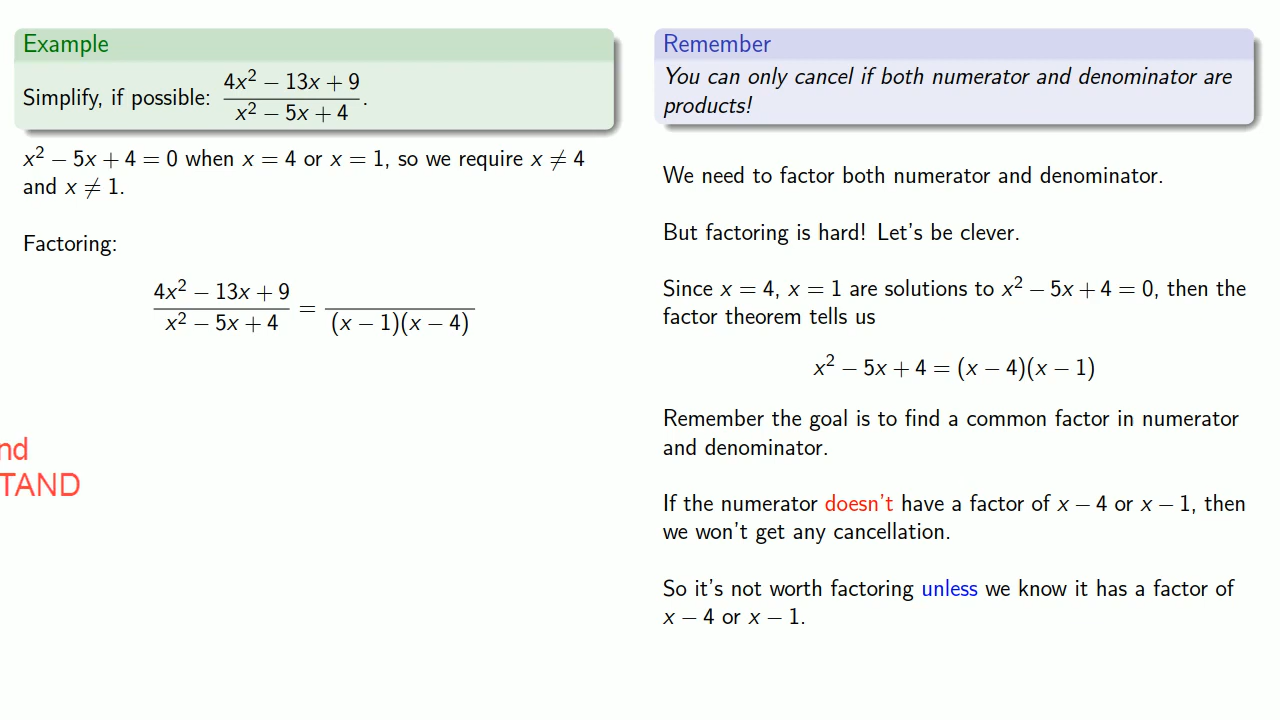 Example
Simplify, if possible: (4x² − 13x + 9)/(x² − 5x + 4).
x² − 5x + 4 = 0 when x = 4 or x = 1, so we require x ≠ 4
and x ≠ 1.
Factoring:
(4x² − 13x + 9)/(x² − 5x + 4) = /((x − 1)(x − 4))
nd
TAND
Remember
You can only cancel if both numerator and denominator are
products!
We need to factor both numerator and denominator.
But factoring is hard! Let's be clever.
Since x = 4, x = 1 are solutions to x² − 5x + 4 = 0, then the
factor theorem tells us
x² − 5x + 4 = (x − 4)(x − 1)
Remember the goal is to find a common factor in numerator
and denominator.
If the numerator doesn't have a factor of x − 4 or x − 1, then
we won't get any cancellation.
So it's not worth factoring unless we know it has a factor of
x − 4 or x − 1.